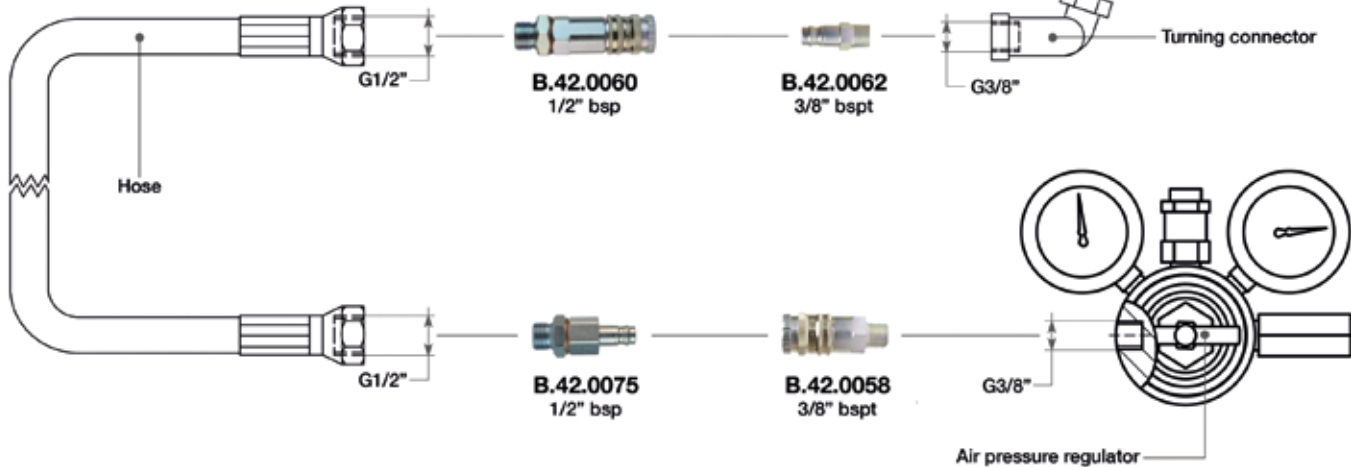 Turning connector
G1/2”
B.42.0060
1/2” bsp
B.42.0062
3/8” bspt
G3/8”
Hose
G1/2”
B.42.0075
1/2” bsp
B.42.0058
3/8” bspt
G3/8”
Air pressure regulator